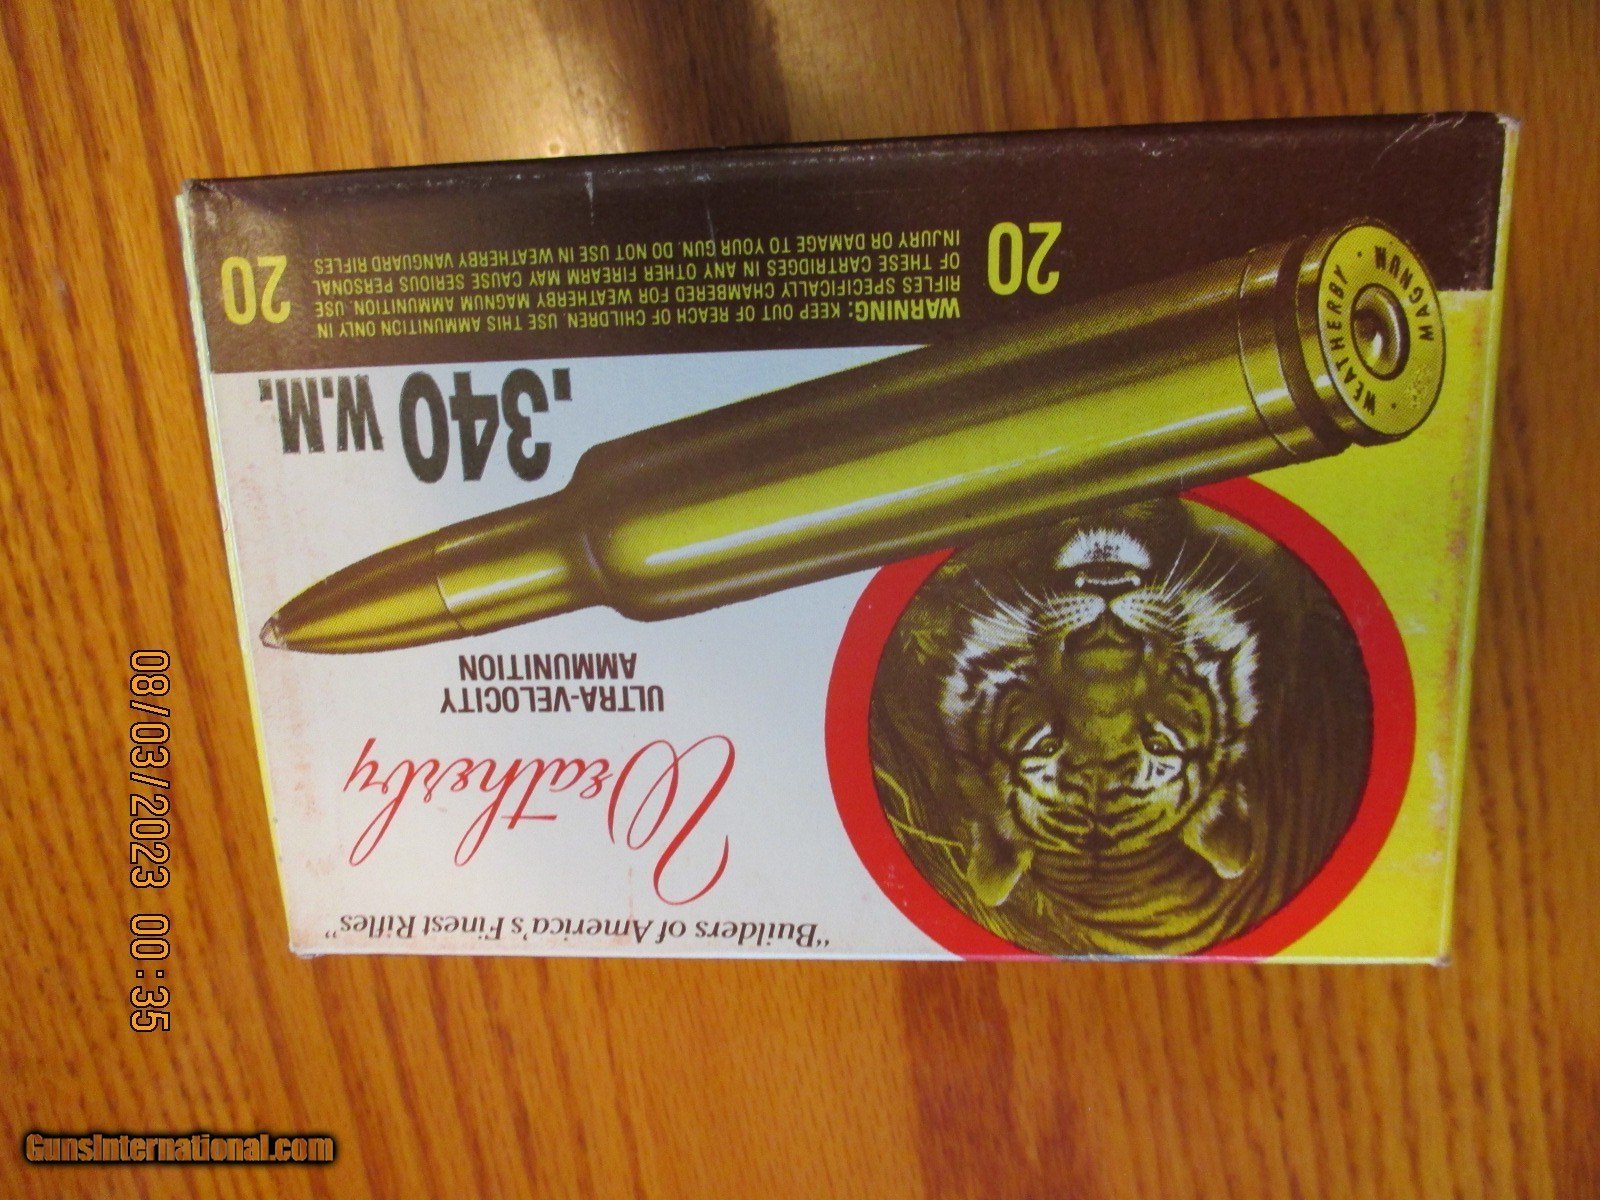 "Builders of America's Finest Rifles"
Weatherby
ULTRA-VELOCITY
AMMUNITION
.340 W.M.
WEATHERBY · MAGNUM ·
20
WARNING: KEEP OUT OF REACH OF CHILDREN. USE THIS AMMUNITION ONLY IN
RIFLES SPECIFICALLY CHAMBERED FOR WEATHERBY MAGNUM AMMUNITION. USE
OF THESE CARTRIDGES IN ANY OTHER FIREARM MAY CAUSE SERIOUS PERSONAL
INJURY OR DAMAGE TO YOUR GUN. DO NOT USE IN WEATHERBY VANGUARD RIFLES
20
08/03/2023 00:35
GunsInternational.com